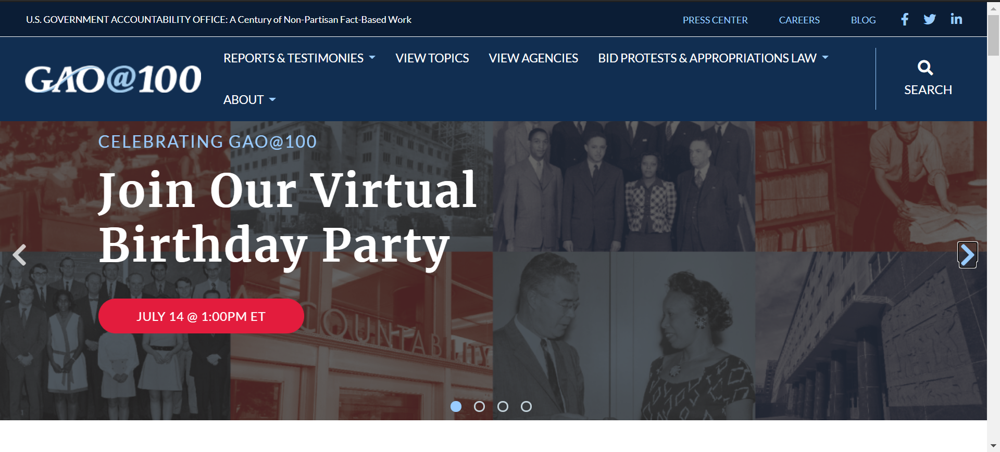 U.S. GOVERNMENT ACCOUNTABILITY OFFICE: A Century of Non-Partisan Fact-Based Work
PRESS CENTER
CAREERS
BLOG
GAO@100
REPORTS & TESTIMONIES
VIEW TOPICS
VIEW AGENCIES
BID PROTESTS & APPROPRIATIONS LAW
ABOUT
SEARCH
CELEBRATING GAO@100
Join Our Virtual
Birthday Party
JULY 14 @ 1:00PM ET
ACCOUNTABILITY